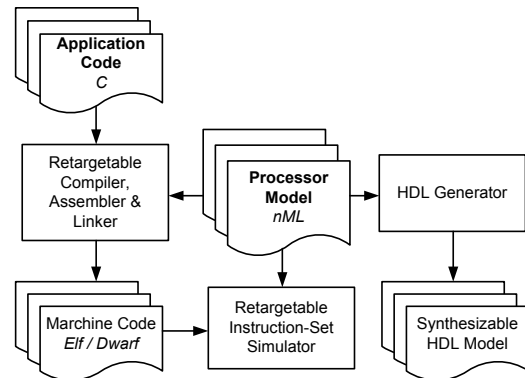 Application
Code
C
Retargetable
Compiler,
Assembler &
Linker
Processor
Model
nML
HDL Generator
Marchine Code
Elf / Dwarf
Retargetable
Instruction-Set
Simulator
Synthesizable
HDL Model